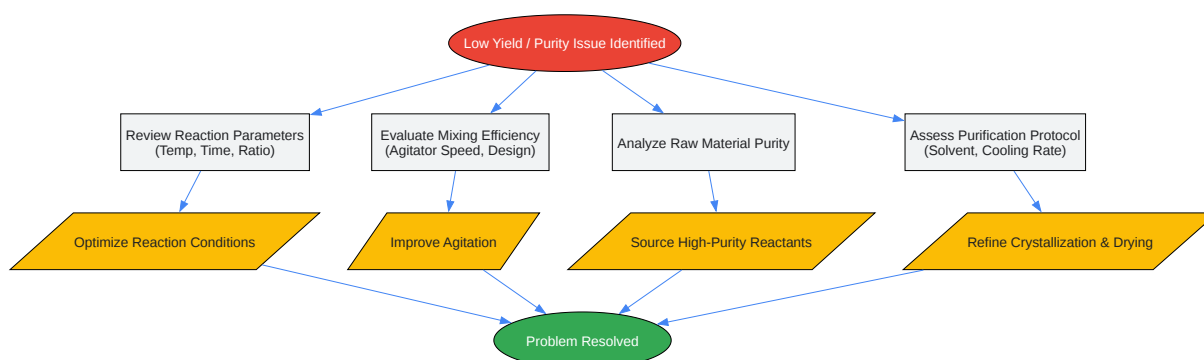 Low Yield / Purity Issue Identified
Review Reaction Parameters
(Temp, Time, Ratio)
Evaluate Mixing Efficiency
(Agitator Speed, Design)
Analyze Raw Material Purity
Assess Purification Protocol
(Solvent, Cooling Rate)
Optimize Reaction Conditions
Improve Agitation
Source High-Purity Reactants
Refine Crystallization & Drying
Problem Resolved